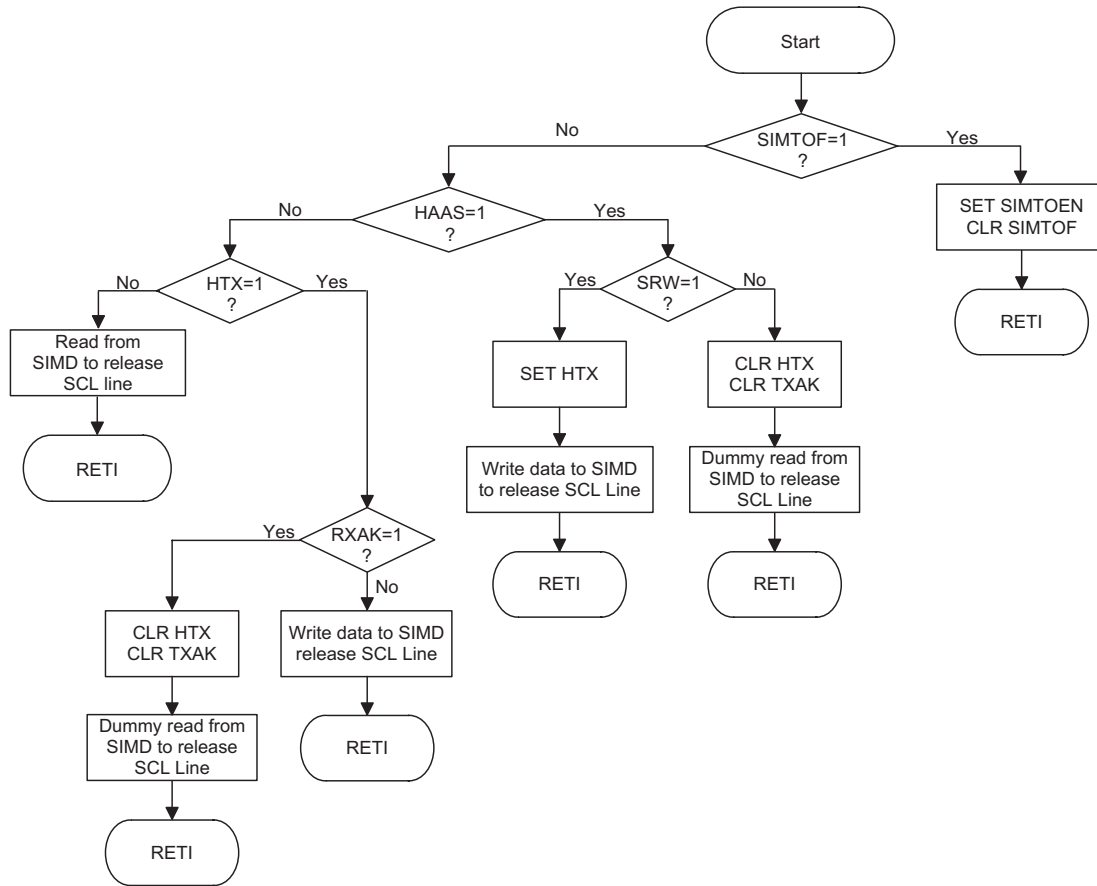 Start
No
SIMTOF=1
?
Yes
No
HAAS=1
?
Yes
SET SIMTOEN
CLR SIMTOF
No
HTX=1
?
Yes
Yes
SRW=1
?
No
RETI
Read from
SIMD to release
SCL line
SET HTX
CLR HTX
CLR TXAK
RETI
Write data to SIMD
to release SCL Line
Dummy read from
SIMD to release
SCL Line
Yes
RXAK=1
?
No
RETI
RETI
CLR HTX
CLR TXAK
Write data to SIMD
release SCL Line
Dummy read from
SIMD to release
SCL Line
RETI
RETI